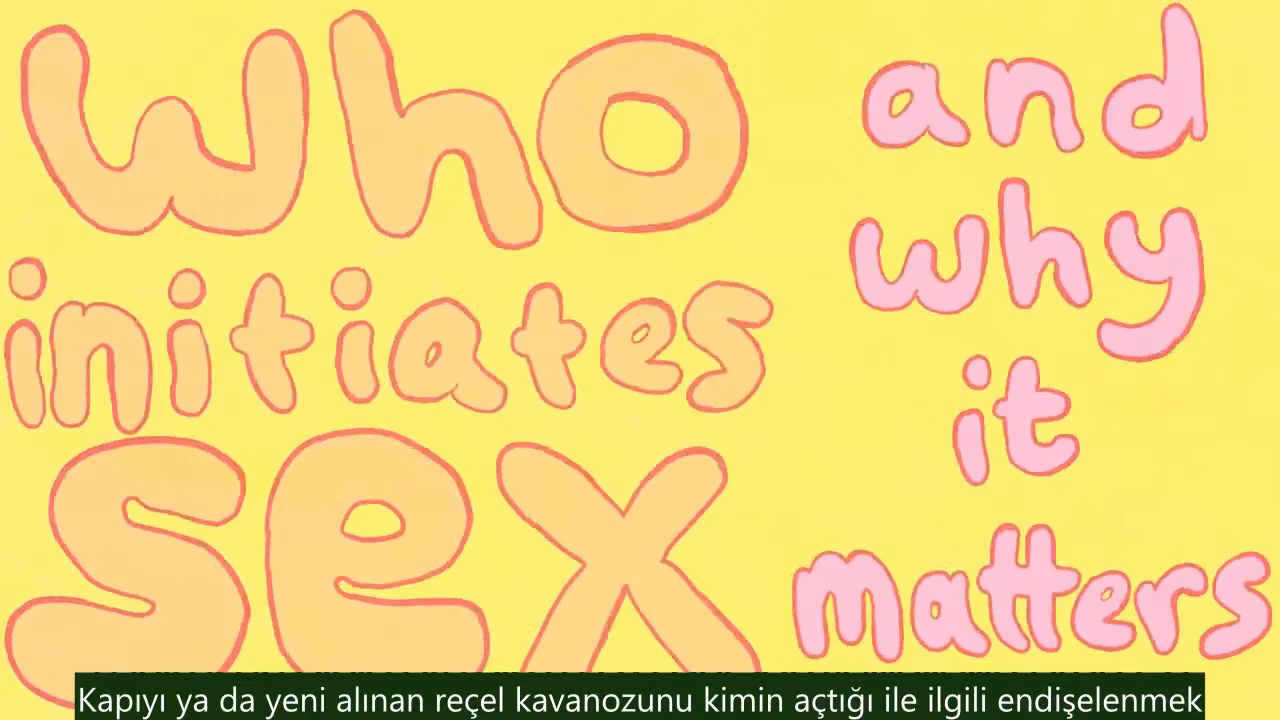 who
initiates
sex
and
why
it
matters
Kapıyı ya da yeni alınan reçel kavanozunu kimin açtığı ile ilgili endişelenmek